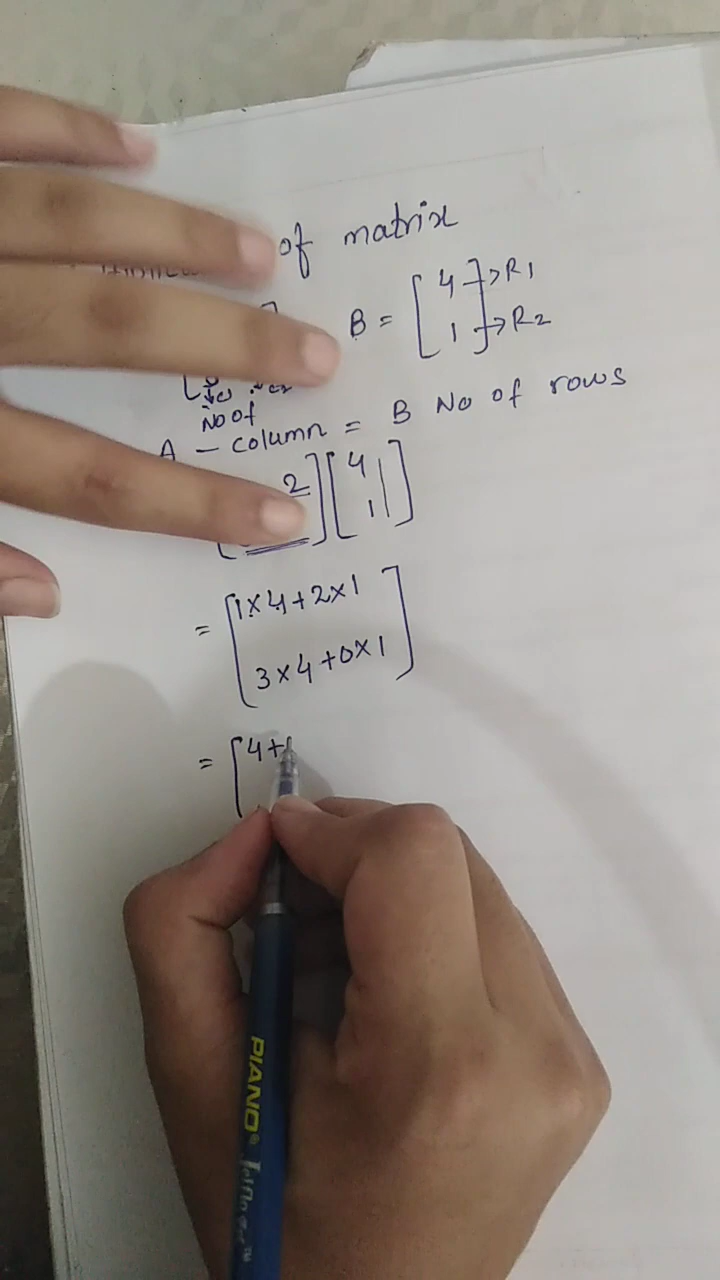 of matrix
B = [ 4 ] → R1
[ 1 ] → R2
No of
A - column = B No of rows
2 ] [ 4
1 ]
= [ 1 × 4 + 2 × 1
3 × 4 + 0 × 1 ]
= [ 4 +
PIANO